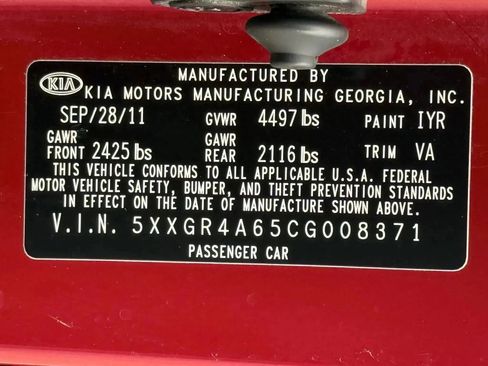 MANUFACTURED BY
KIA KIA MOTORS MANUFACTURING GEORGIA, INC.
SEP/28/11 GVWR 4497 lbs PAINT IYR
GAWR FRONT 2425 lbs GAWR REAR 2116 lbs TRIM VA
THIS VEHICLE CONFORMS TO ALL APPLICABLE U.S.A. FEDERAL
MOTOR VEHICLE SAFETY, BUMPER, AND THEFT PREVENTION STANDARDS
IN EFFECT ON THE DATE OF MANUFACTURE SHOWN ABOVE.
V.I.N. 5XXGR4A65CG008371
PASSENGER CAR